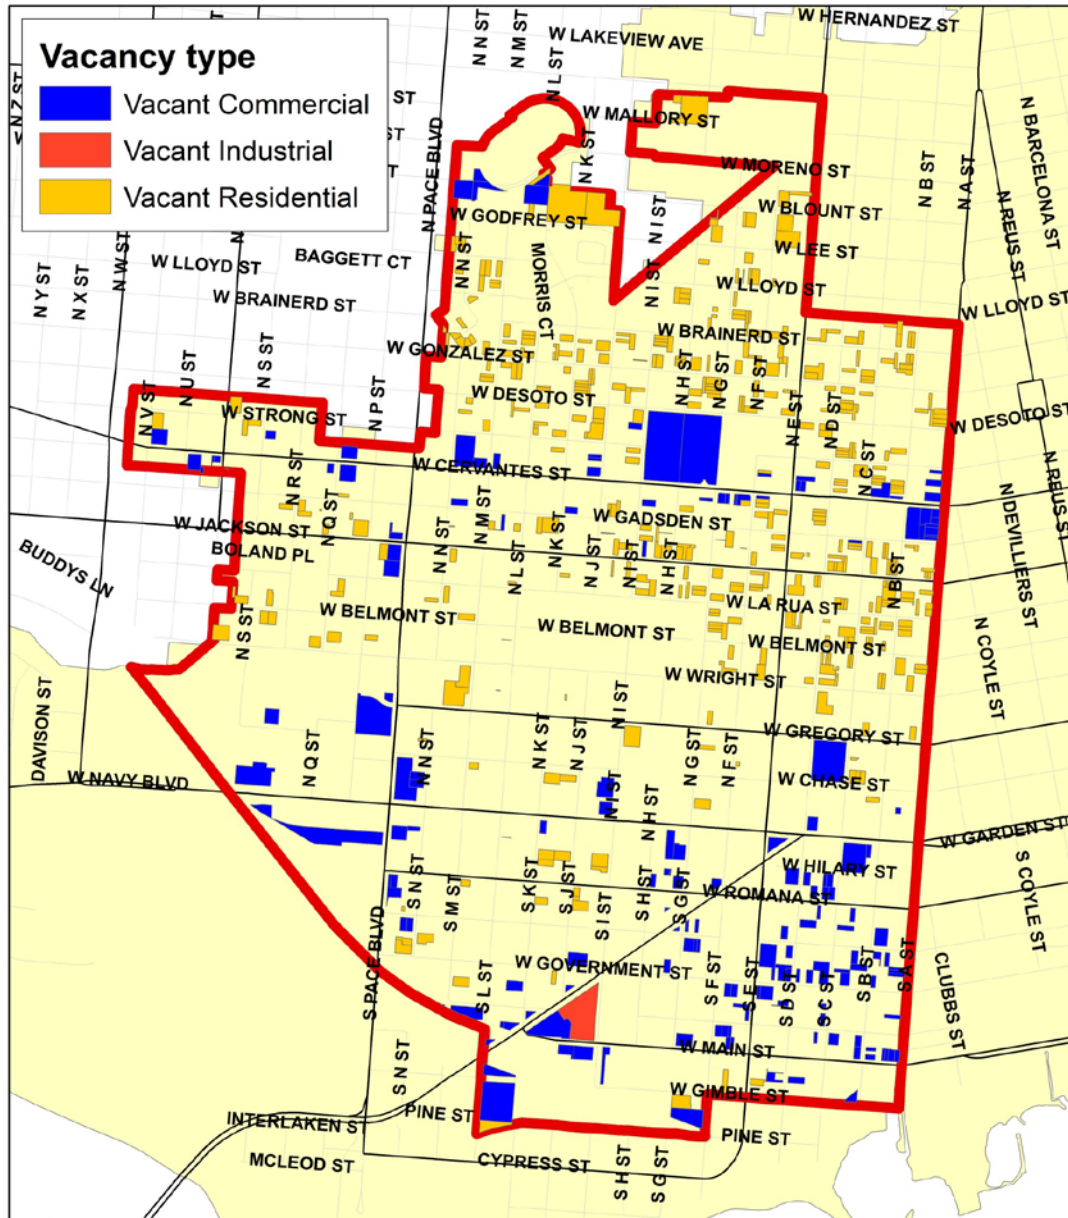 Vacancy type
Vacant Commercial
Vacant Industrial
Vacant Residential
W HERNANDEZ ST
W LAKEVIEW AVE
N N ST
N M ST
N L ST
ST
W MALLORY ST
N K ST
N PACE BLVD
W MORENO ST
N B ST
N A ST
N BARCELONA ST
N REUS ST
W BLOUNT ST
W GODFREY ST
N I ST
W LEE ST
N Y ST
N X ST
N W ST
W LLOYD ST
BAGGETT CT
N N ST
MORRIS CT
N I ST
W LLOYD ST
W LLOYD ST
W BRAINERD ST
W BRAINERD ST
W GONZALEZ ST
N S ST
N U ST
N V ST
N P ST
W DESOTO ST
N H ST
N G ST
N F ST
N E ST
N D ST
W DESOTO ST
W STRONG ST
N C ST
N R ST
W CERVANTES ST
N REUS ST
N Q ST
N M ST
N N ST
W GADSDEN ST
N DEVILLIERS ST
W JACKSON ST
BOLAND PL
N L ST
N K ST
N J ST
N I ST
N H ST
N B ST
BUDDYS LN
W LA RUA ST
W BELMONT ST
W BELMONT ST
W BELMONT ST
N S ST
N COYLE ST
W WRIGHT ST
DAVISON ST
N I ST
W GREGORY ST
N Q ST
N N ST
N K ST
N J ST
N G ST
N F ST
W NAVY BLVD
W CHASE ST
N I ST
N H ST
W GARDEN ST
W HILARY ST
S N ST
S M ST
S K ST
S J ST
S I ST
S H ST
S G ST
W ROMANA ST
S COYLE ST
S PACE BLVD
W GOVERNMENT ST
S L ST
S F ST
S E ST
S D ST
S C ST
S B ST
S A ST
CLUBBS ST
S N ST
W MAIN ST
W GIMBLE ST
INTERLAKEN ST
PINE ST
PINE ST
MCLEOD ST
CYPRESS ST
S H ST
S G ST